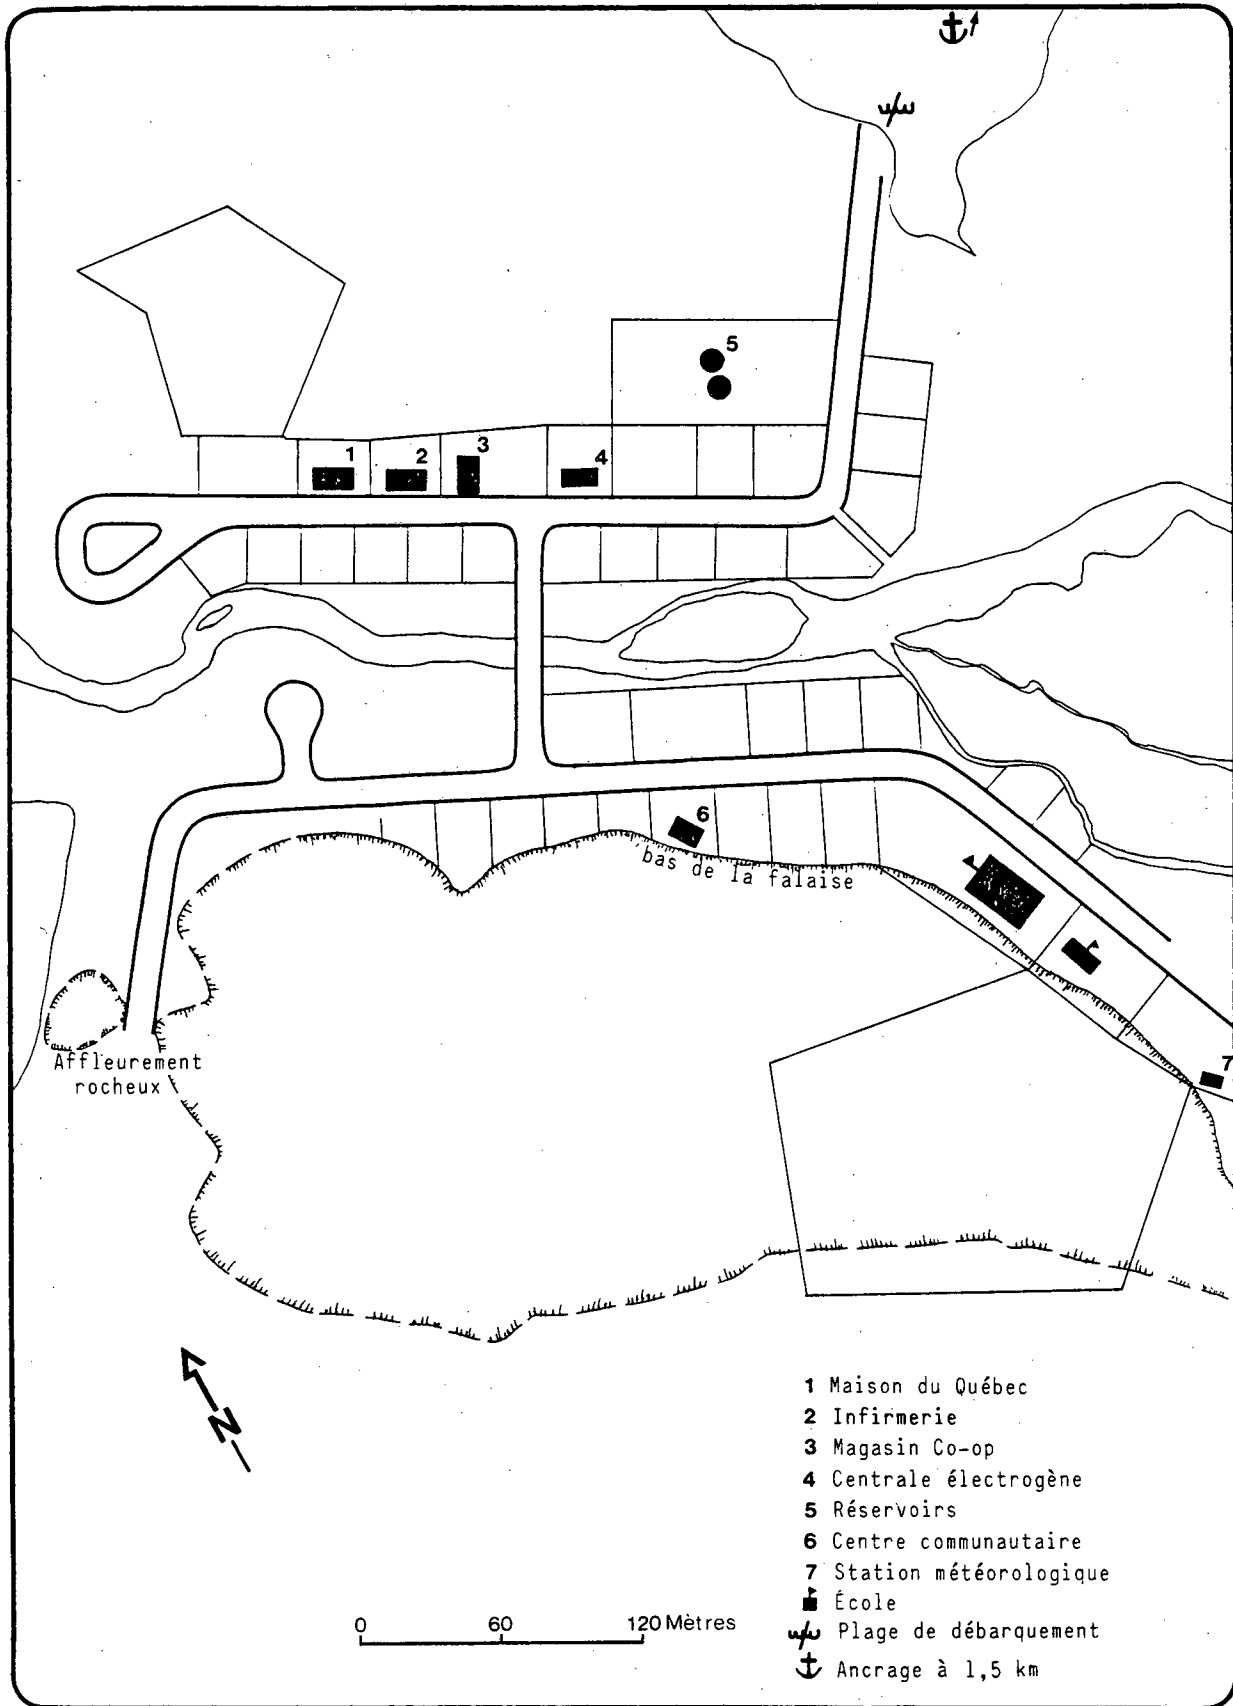 5
1
2
3
4
6
bas de la falaise
7
Affleurement
rocheux
N
1 Maison du Québec
2 Infirmerie
3 Magasin Co-op
4 Centrale électrogène
5 Réservoirs
6 Centre communautaire
7 Station météorologique
École
Plage de débarquement
Ancrage à 1,5 km
0 60 120 Mètres